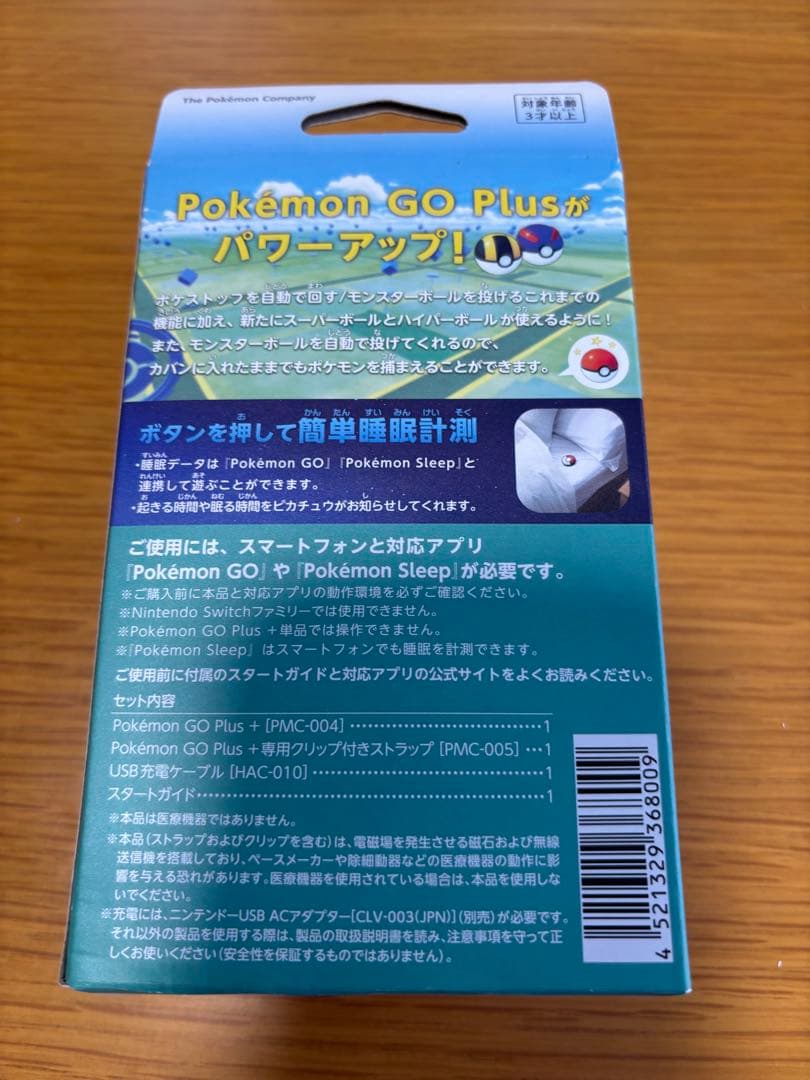 The Pokémon Company
対象年齢
3才以上
Pokémon GO Plusが
パワーアップ!
ポケストップを自動で回す/モンスターボールを投げるこれまでの
機能に加え、新たにスーパーボールとハイパーボールが使えるように!
また、モンスターボールを自動で投げてくれるので、
カバンに入れたままでもポケモンを捕まえることができます。
ボタンを押して簡単睡眠計測
・睡眠データは『Pokémon GO』『Pokémon Sleep』と
連携して遊ぶことができます。
・起きる時間や眠る時間をピカチュウがお知らせしてくれます。
ご使用には、スマートフォンと対応アプリ
『Pokémon GO』や『Pokémon Sleep』が必要です。
※ご購入前に本品と対応アプリの動作環境を必ずご確認ください。
※Nintendo Switchファミリーでは使用できません。
※Pokémon GO Plus +単品では操作できません。
※『Pokémon Sleep』はスマートフォンでも睡眠を計測できます。
ご使用前に付属のスタートガイドと対応アプリの公式サイトをよくお読みください。
セット内容
Pokémon GO Plus + [PMC-004] ……………………………1
Pokémon GO Plus +専用クリップ付きストラップ [PMC-005] …1
USB充電ケーブル [HAC-010] …………………………………1
スタートガイド……………………………………………………1
※本品は医療機器ではありません。
※本品(ストラップおよびクリップを含む)は、電磁場を発生させる磁石および無線
送信機を搭載しており、ペースメーカーや除細動器などの医療機器の動作に影
響を与える恐れがあります。医療機器を使用されている場合は、本品を使用しな
いでください。
※充電には、ニンテンドーUSB ACアダプター[CLV-003(JPN)](別売)が必要です。
それ以外の製品を使用する際は、製品の取扱説明書を読み、注意事項を守って正
しくお使いください(安全性を保証するものではありません)。
4 521329 368009